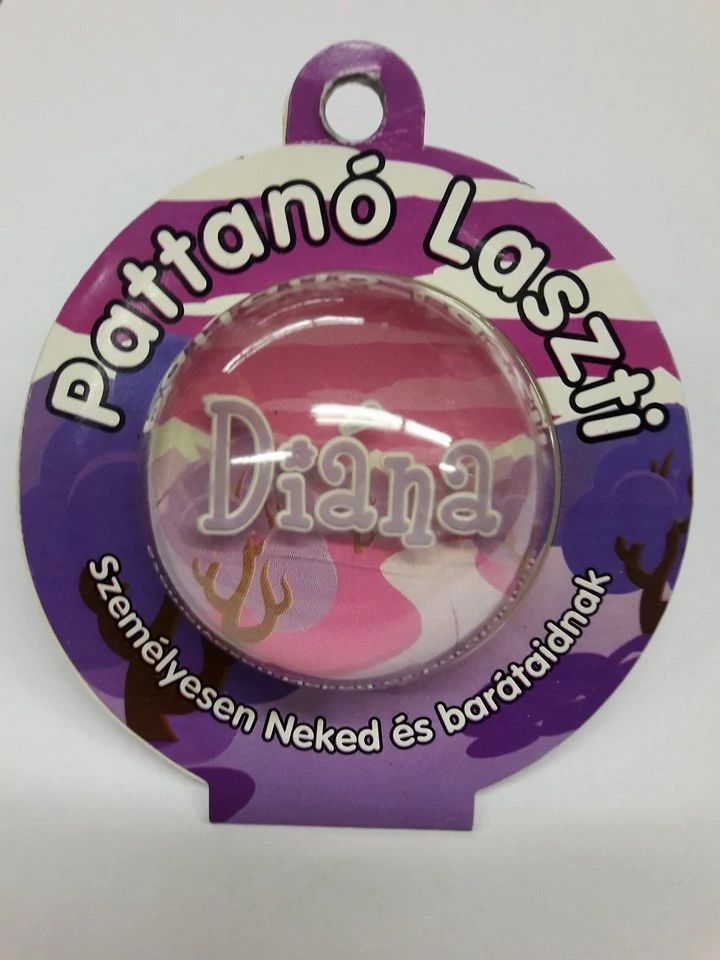 Pattanó Laszti
Diána
Személyesen Neked és barátaidnak